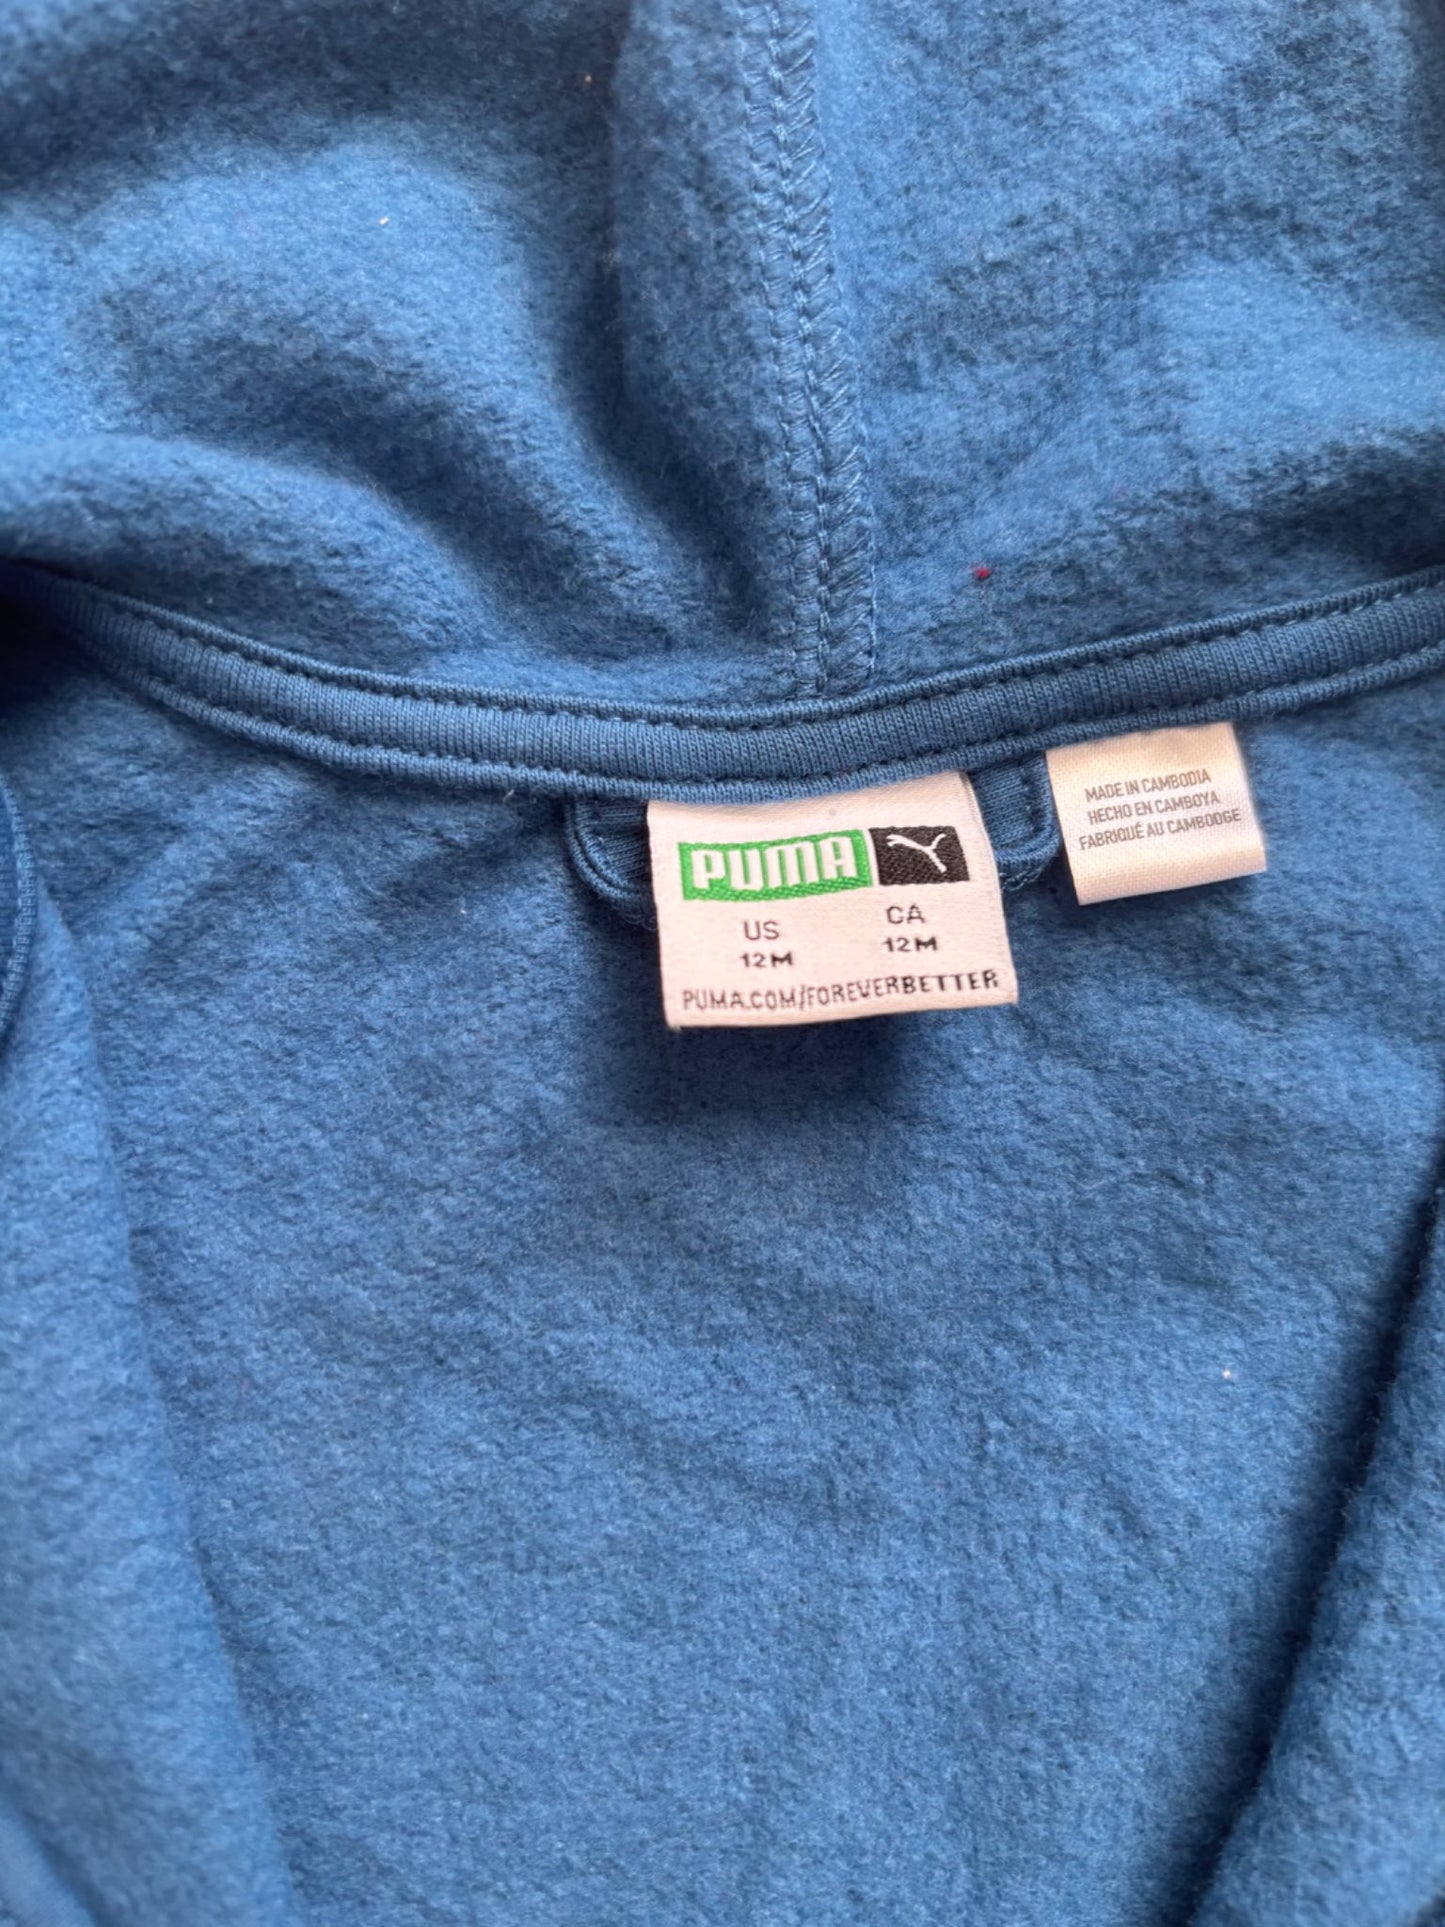 PUMA
US CA
12M 12M
PUMA.COM/FOREVERBETTER
MADE IN CAMBODIA
HECHO EN CAMBOYA
FABRIQUÉ AU CAMBODGE